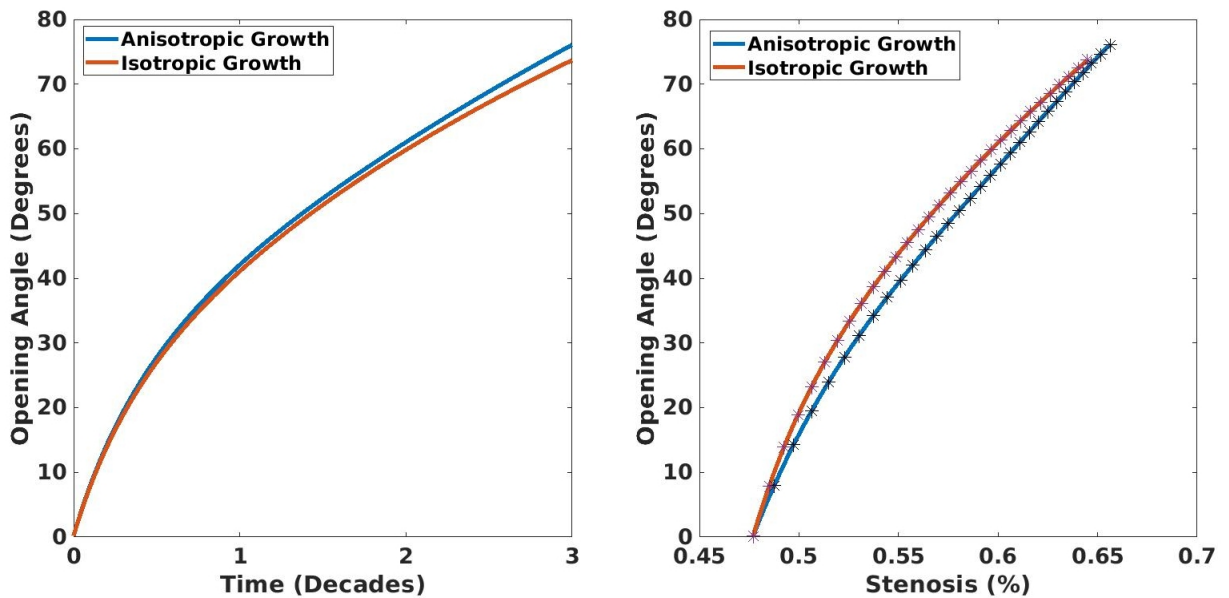 80
70
60
50
40
30
20
10
0
Opening Angle (Degrees)
Anisotropic Growth
Isotropic Growth
0 1 2 3
Time (Decades)
80
70
60
50
40
30
20
10
0
Opening Angle (Degrees)
Anisotropic Growth
Isotropic Growth
0.45 0.5 0.55 0.6 0.65 0.7
Stenosis (%)